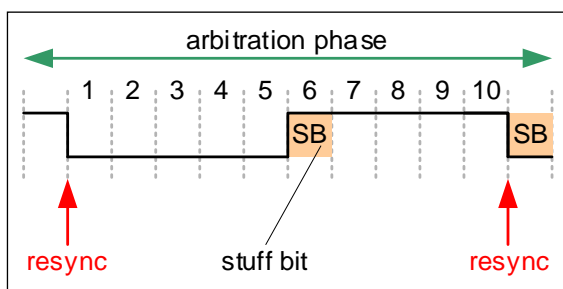 arbitration phase
1 2 3 4 5 6 7 8 9 10
SB SB
resync stuff bit resync